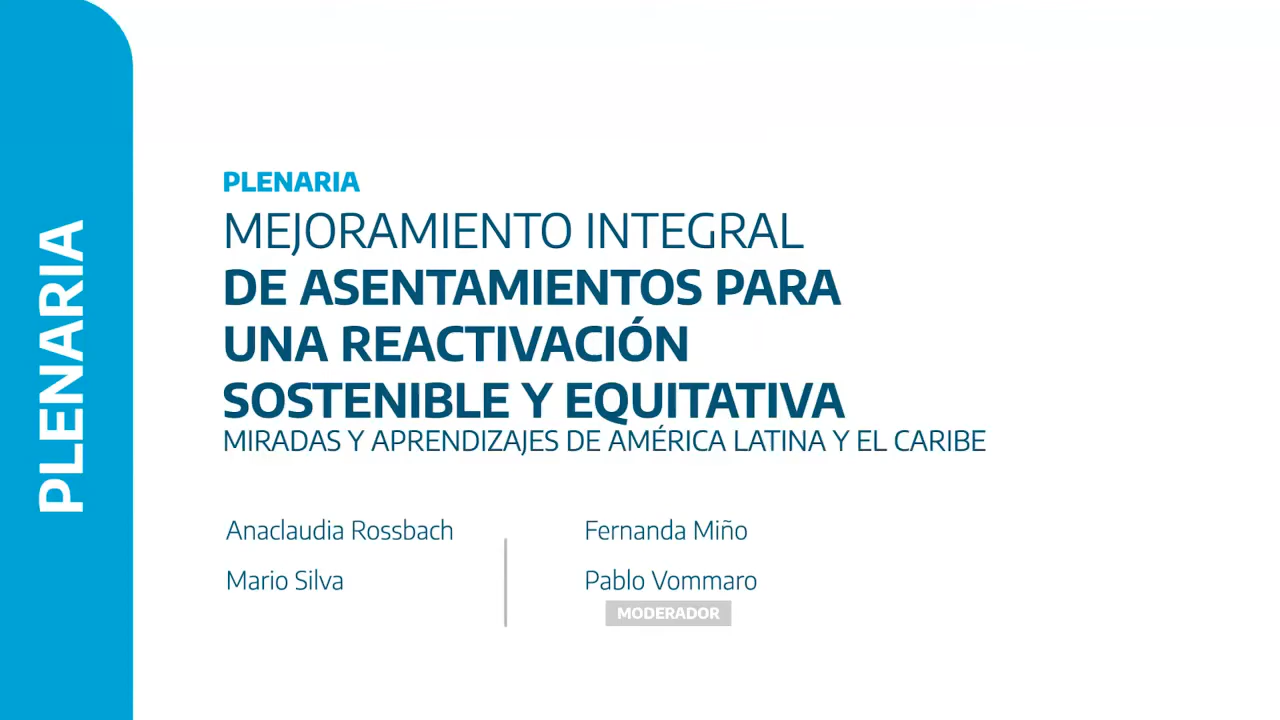 PLENARIA
PLENARIA
MEJORAMIENTO INTEGRAL
DE ASENTAMIENTOS PARA
UNA REACTIVACIÓN
SOSTENIBLE Y EQUITATIVA
MIRADAS Y APRENDIZAJES DE AMÉRICA LATINA Y EL CARIBE
Anaclaudia Rossbach
Mario Silva
Fernanda Miño
Pablo Vommaro
MODERADOR